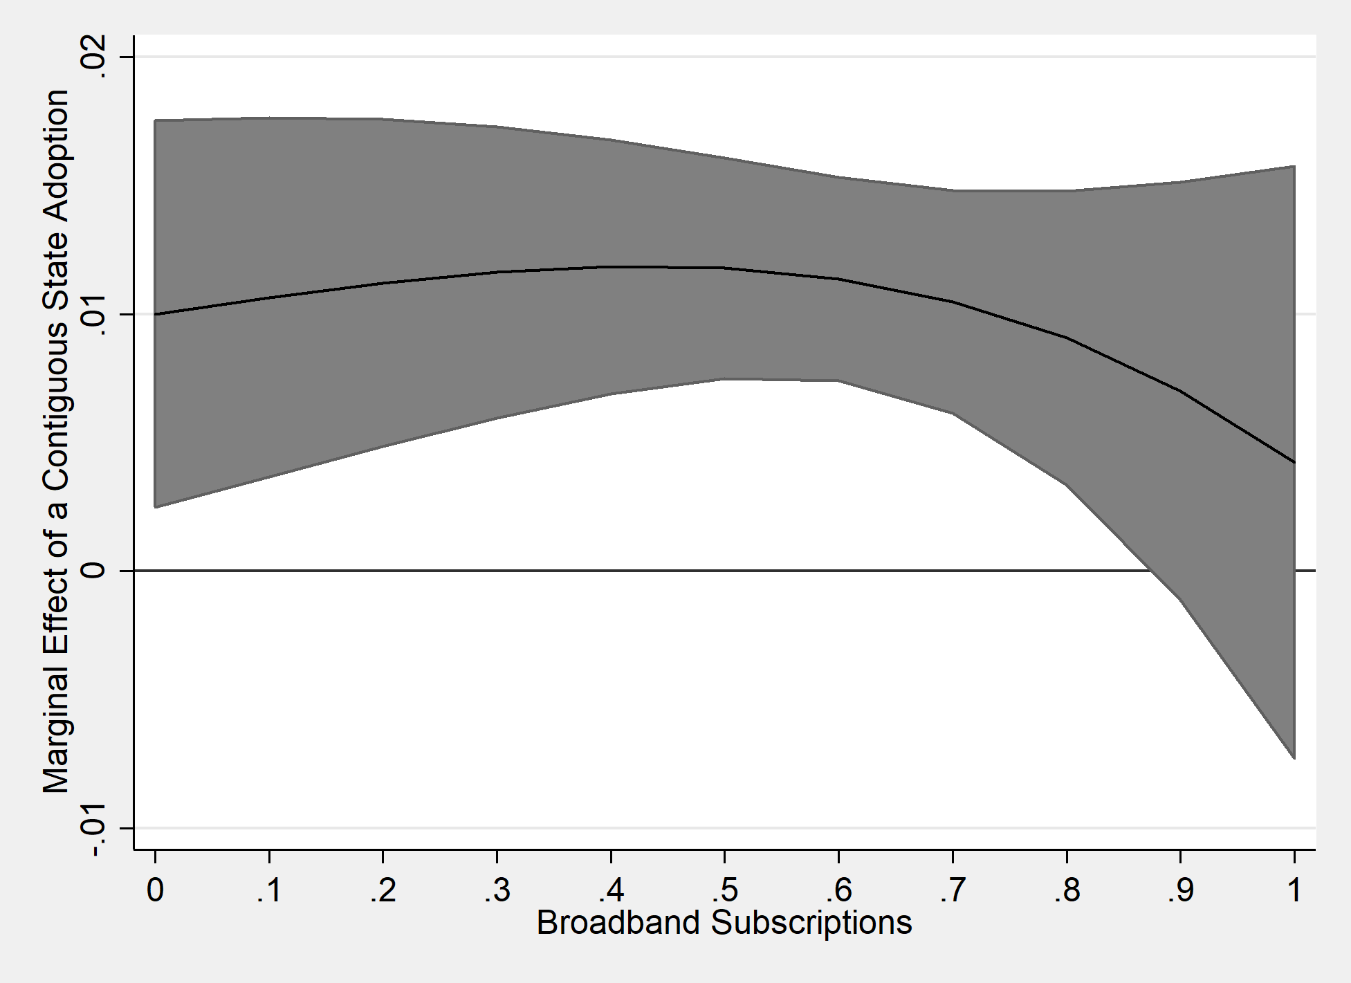 Marginal Effect of a Contiguous State Adoption
.02
.01
0
-.01
0 .1 .2 .3 .4 .5 .6 .7 .8 .9 1
Broadband Subscriptions